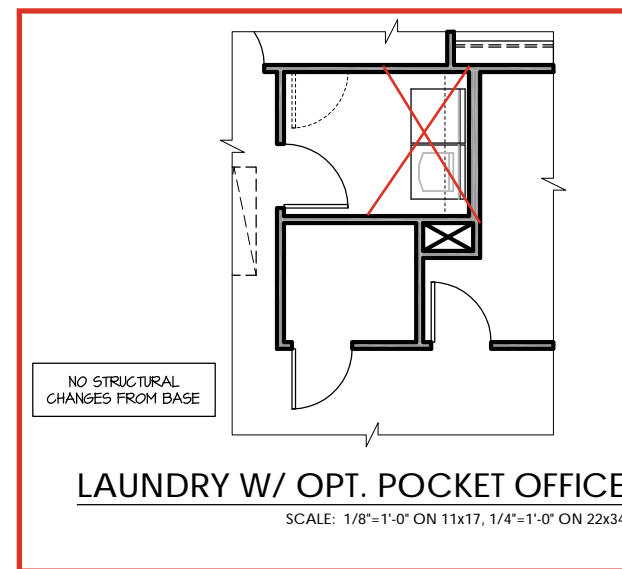 NO STRUCTURAL
CHANGES FROM BASE
LAUNDRY W/ OPT. POCKET OFFICE
SCALE: 1/8"=1'-0" ON 11x17, 1/4"=1'-0" ON 22x34